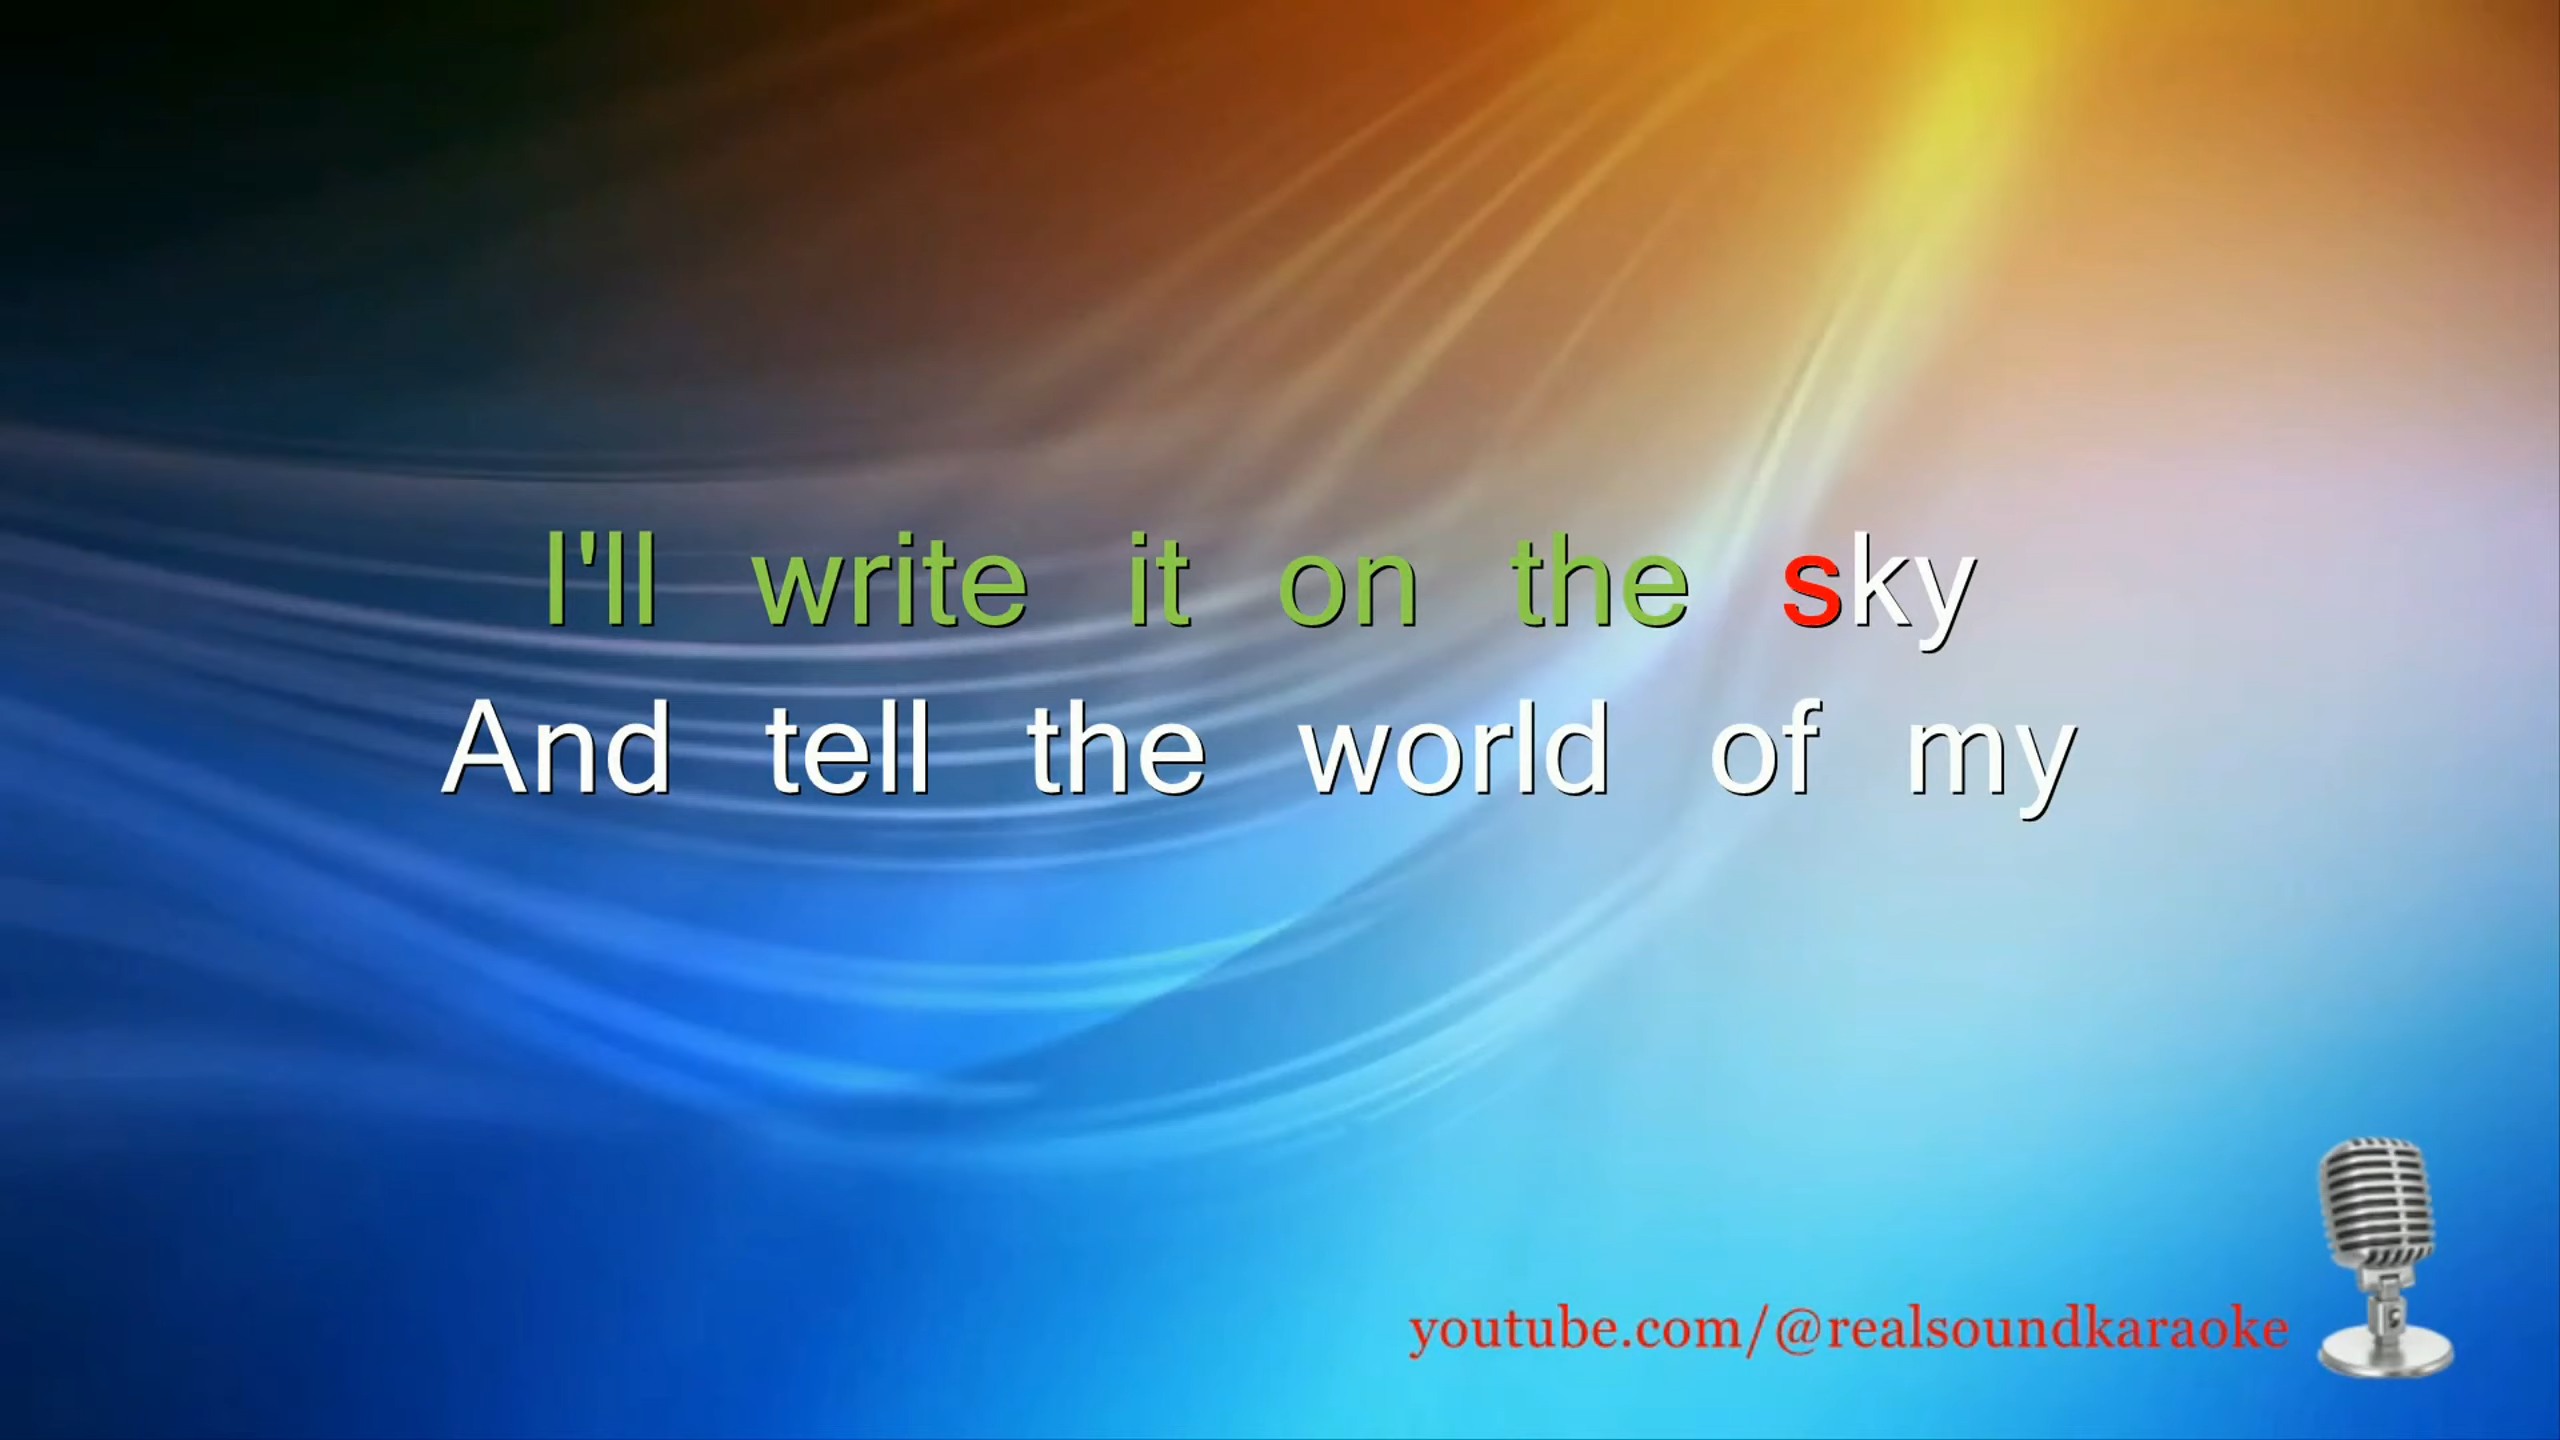 I'll write it on the sky
And tell the world of my
youtube.com/@realsoundkaraoke